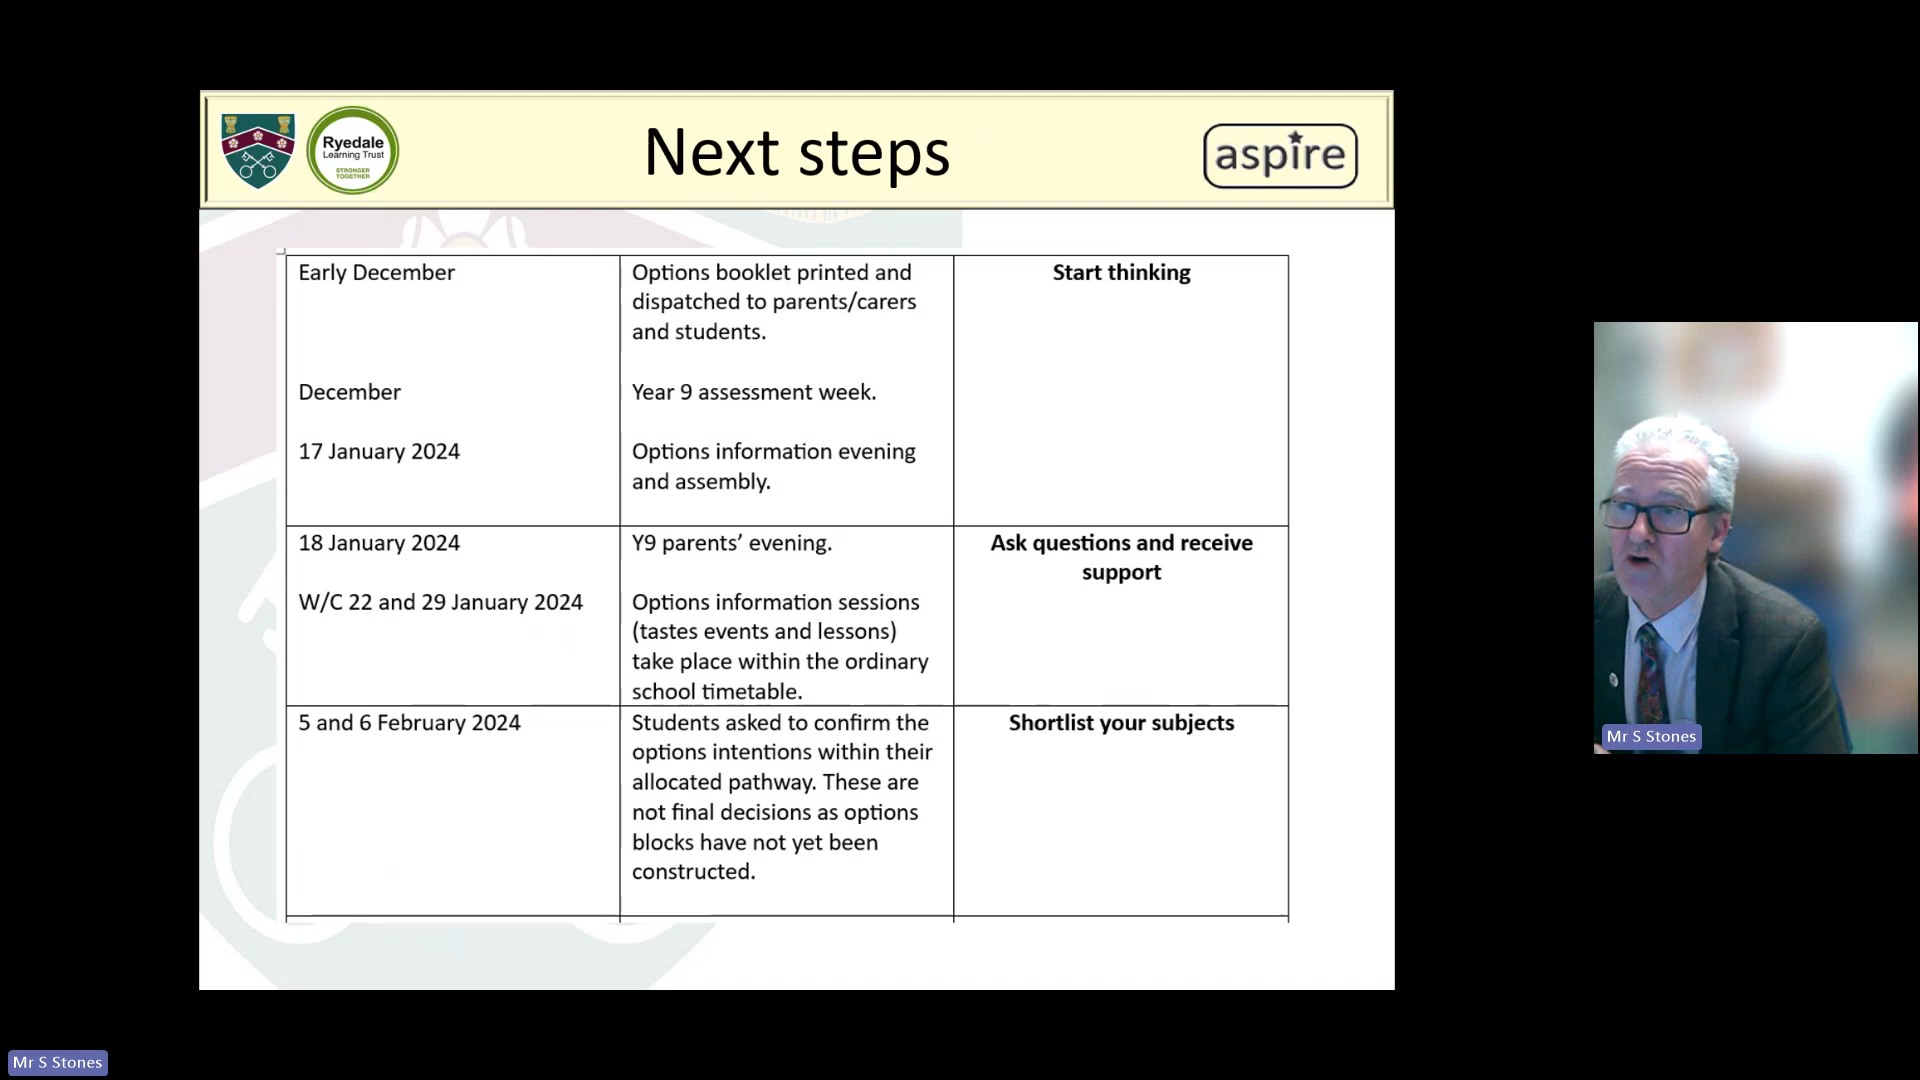 Ryedale
Learning Trust
STRONGER
TOGETHER
Next steps
aspire
Early December
Options booklet printed and
dispatched to parents/carers
and students.
Start thinking
December
Year 9 assessment week.
17 January 2024
Options information evening
and assembly.
18 January 2024
Y9 parents’ evening.
Ask questions and receive
support
W/C 22 and 29 January 2024
Options information sessions
(tastes events and lessons)
take place within the ordinary
school timetable.
5 and 6 February 2024
Students asked to confirm the
options intentions within their
allocated pathway. These are
not final decisions as options
blocks have not yet been
constructed.
Shortlist your subjects
Mr S Stones
Mr S Stones